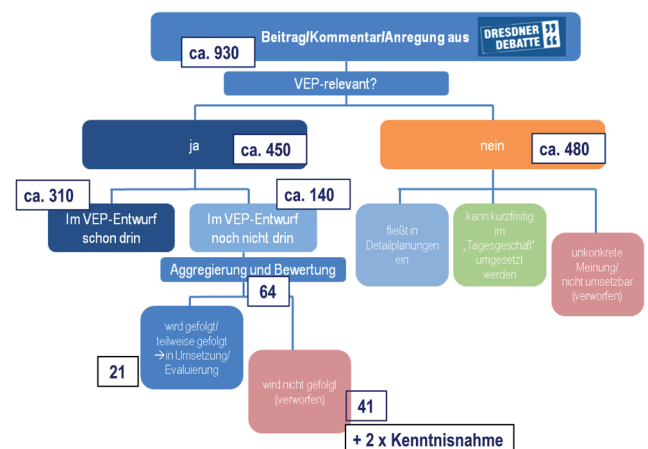 Beitrag/Kommentar/Anregung aus
DRESDNER
DEBATTE
ca. 930
VEP-relevant?
ja
ca. 450
nein
ca. 480
ca. 310
ca. 140
Im VEP-Entwurf
schon drin
Im VEP-Entwurf
noch nicht drin
fließt in
Detailplanungen
ein
kann kurzfristig
im
„Tagesgeschäft“
umgesetzt
werden
unkonkrete
Meinung/
nicht umsetzbar
(verworfen)
Aggregierung und Bewertung
64
wird gefolgt/
teilweise gefolgt
→in Umsetzung/
Evaluierung
21
wird nicht gefolgt
(verworfen)
41
+ 2 x Kenntnisnahme